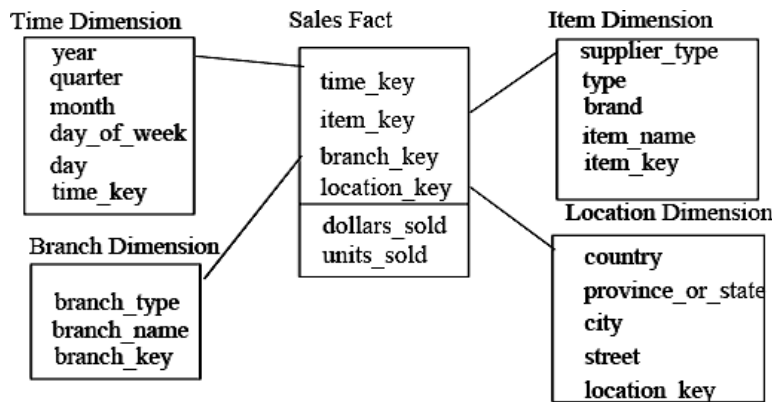 Time Dimension
year
quarter
month
day_of_week
day
time_key
Sales Fact
time_key
item_key
branch_key
location_key
dollars_sold
units_sold
Item Dimension
supplier_type
type
brand
item_name
item_key
Branch Dimension
branch_type
branch_name
branch_key
Location Dimension
country
province_or_state
city
street
location_key